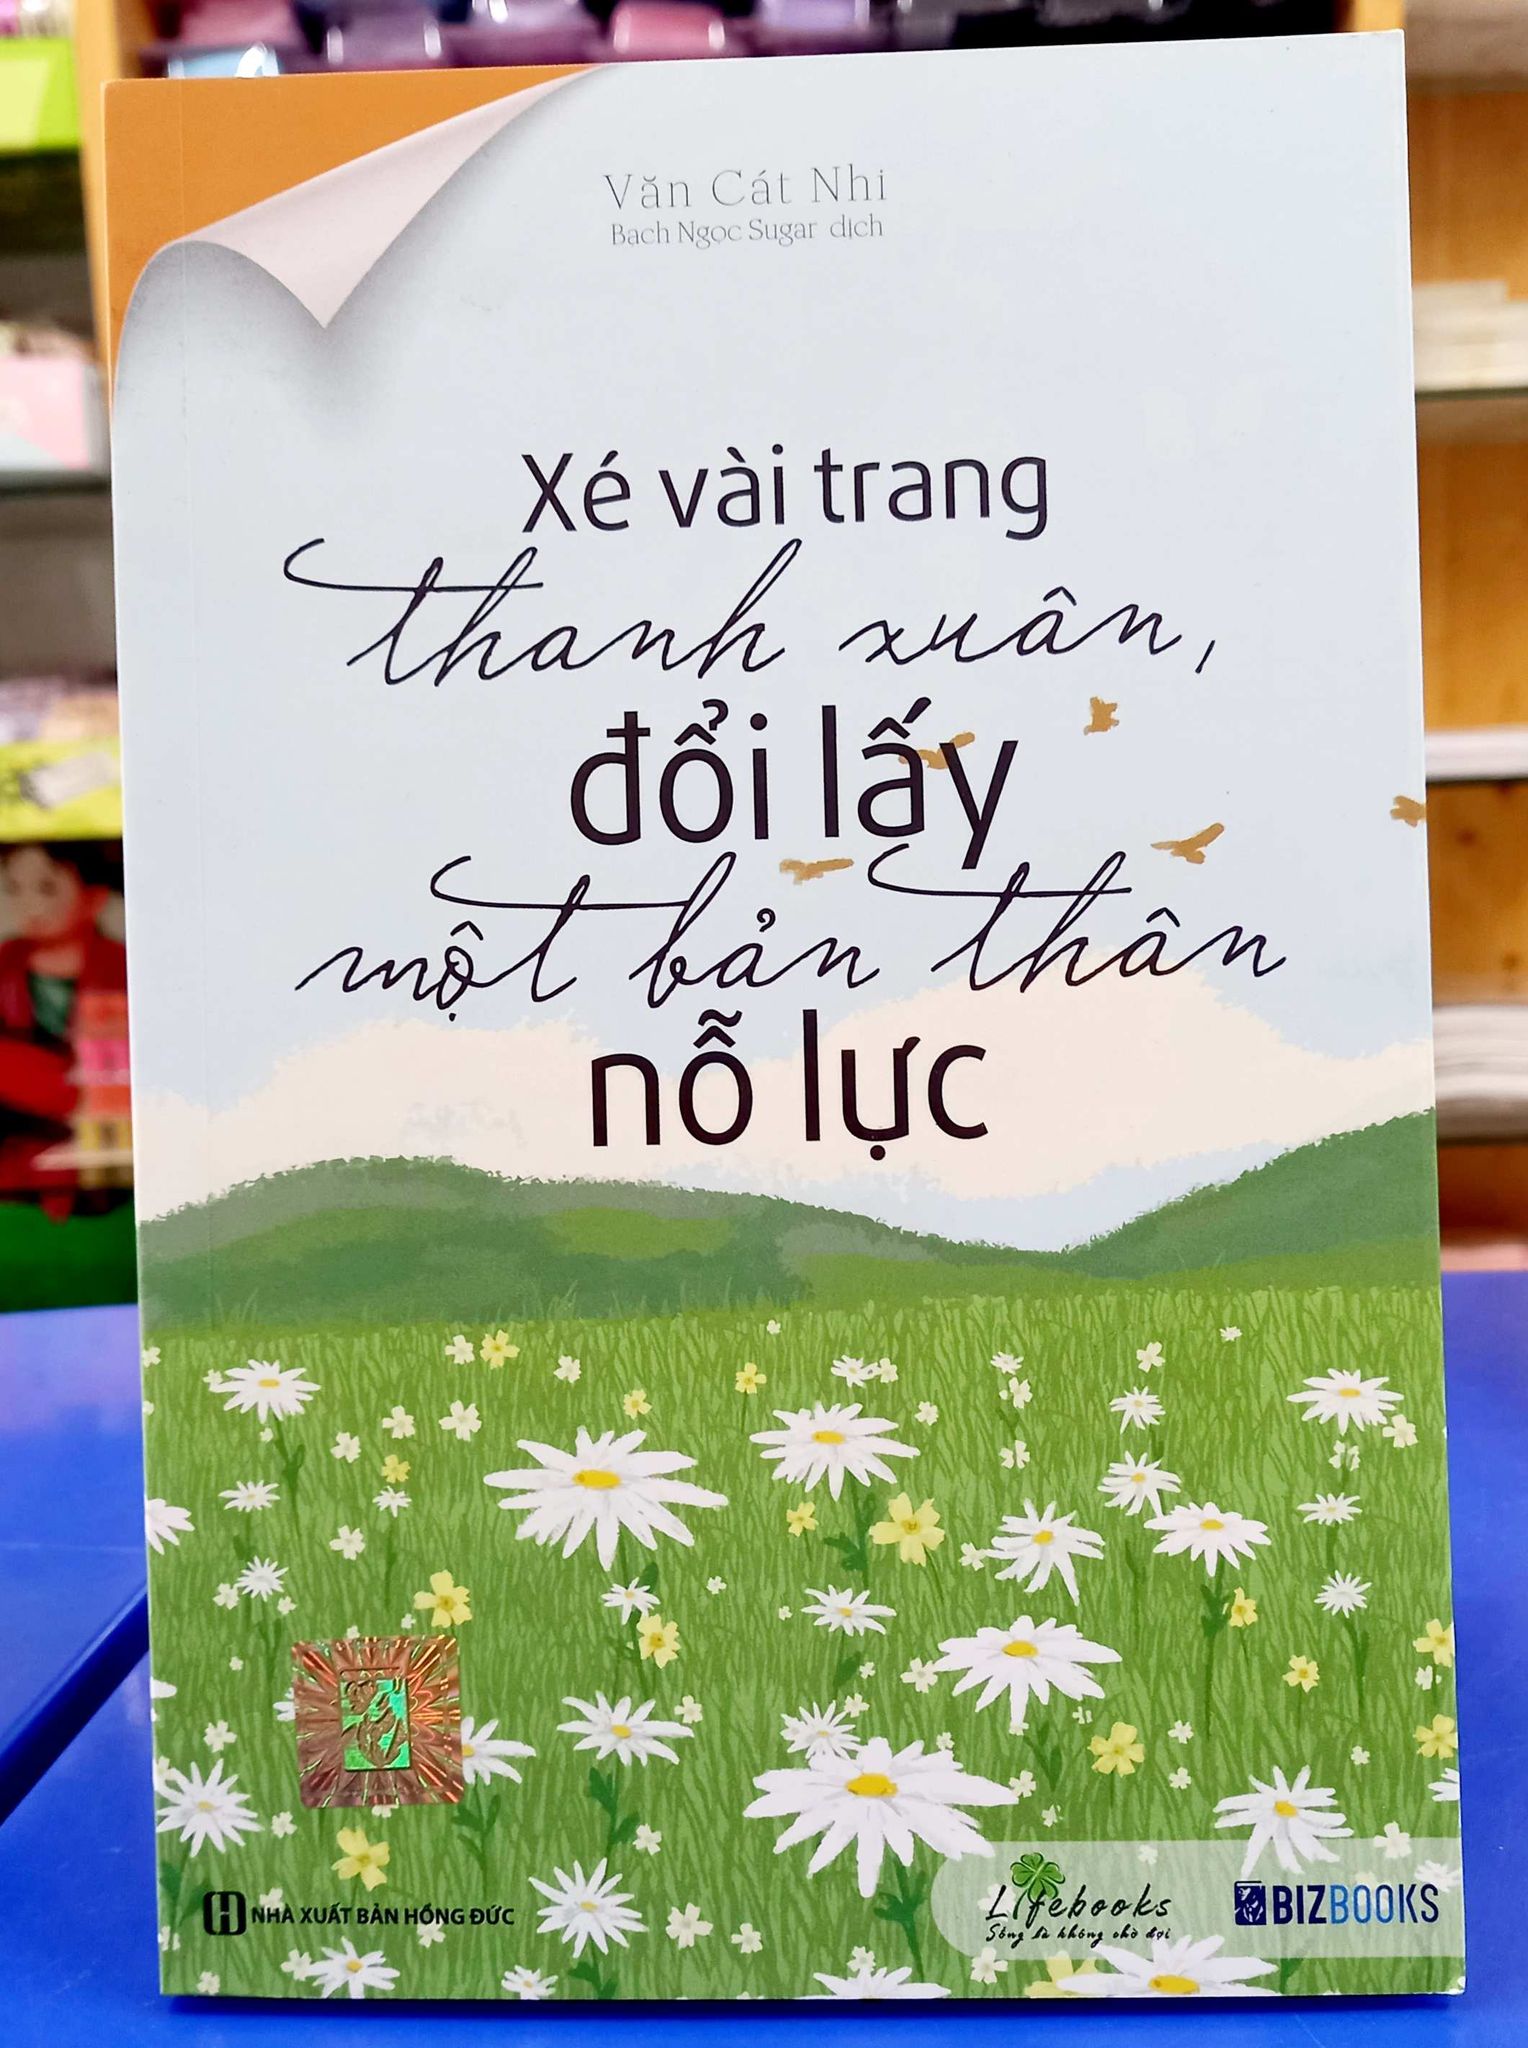 Văn Cát Nhi
Bạch Ngọc Sugar dịch
Xé vài trang
thanh xuân,
đổi lấy
một bản thân
nỗ lực
NHÀ XUẤT BẢN HỒNG ĐỨC
Lifebooks
Sống là không chờ đợi
BIZBOOKS